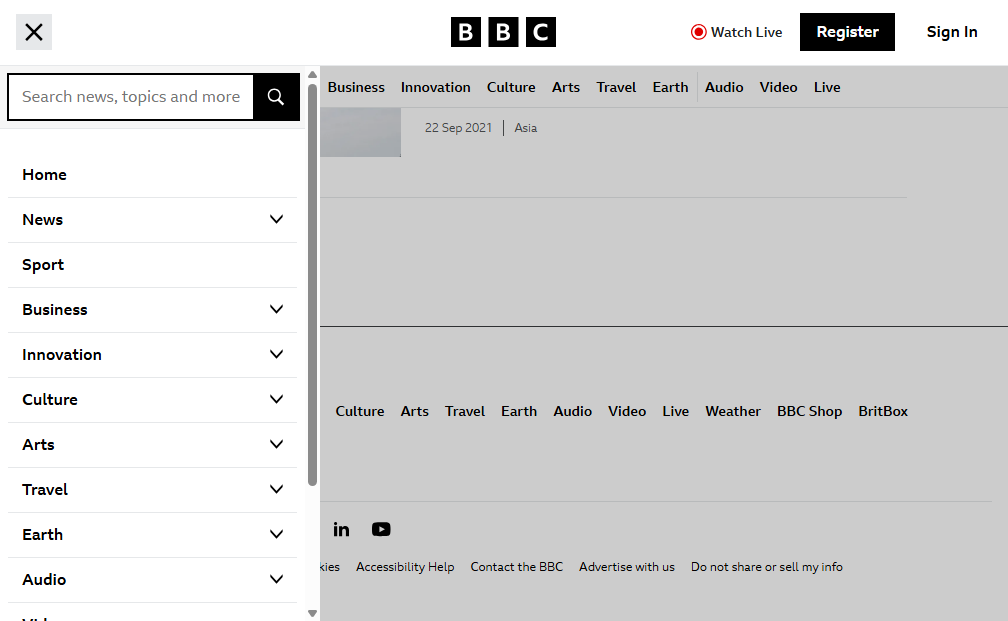 BBC
Watch Live
Register
Sign In
Search news, topics and more
Business Innovation Culture Arts Travel Earth Audio Video Live
22 Sep 2021 | Asia
Home
News
Sport
Business
Innovation
Culture
Arts
Travel
Earth
Audio
Culture Arts Travel Earth Audio Video Live Weather BBC Shop BritBox
in
kies Accessibility Help Contact the BBC Advertise with us Do not share or sell my info